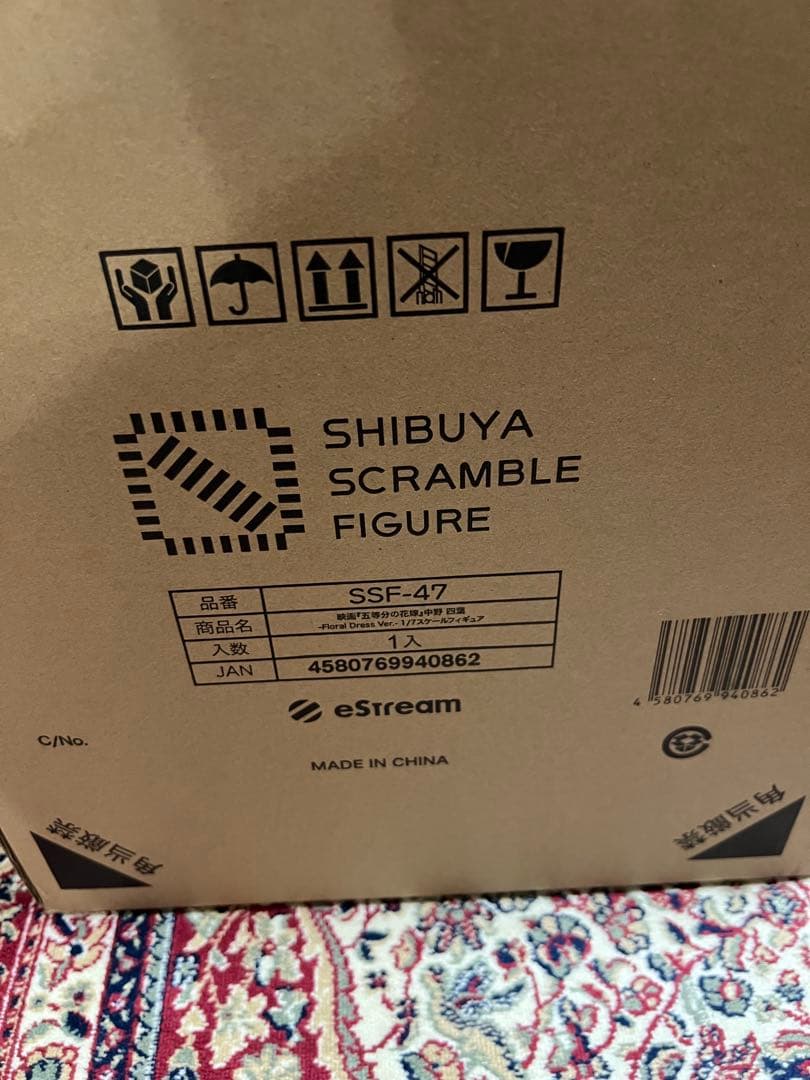 SHIBUYA
SCRAMBLE
FIGURE
品番 SSF-47
商品名 映画『五等分の花嫁』中野 四葉
-Floral Dress Ver.- 1/7スケールフィギュア
入数 1入
JAN 4580769940862
4 580769 940862
eStream
C/No.
MADE IN CHINA
角当厳禁
角当厳禁